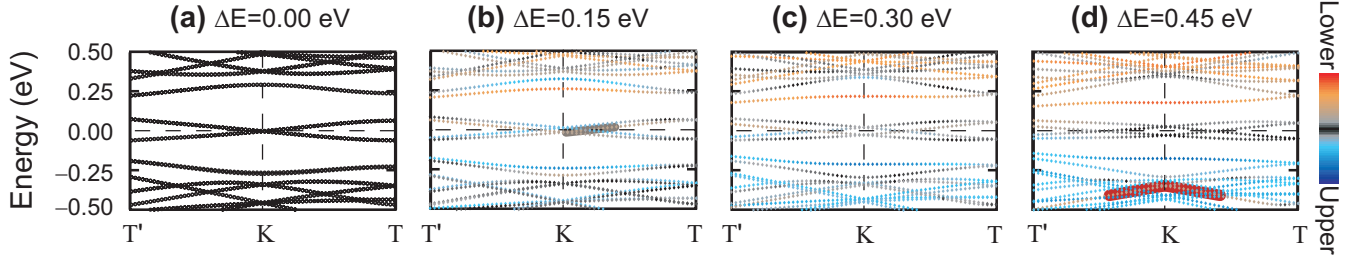 (a) ΔE=0.00 eV
(b) ΔE=0.15 eV
(c) ΔE=0.30 eV
(d) ΔE=0.45 eV
Energy (eV)
0.50
0.25
0.00
−0.25
−0.50
T' K T
T' K T
T' K T
T' K T
Lower
Upper